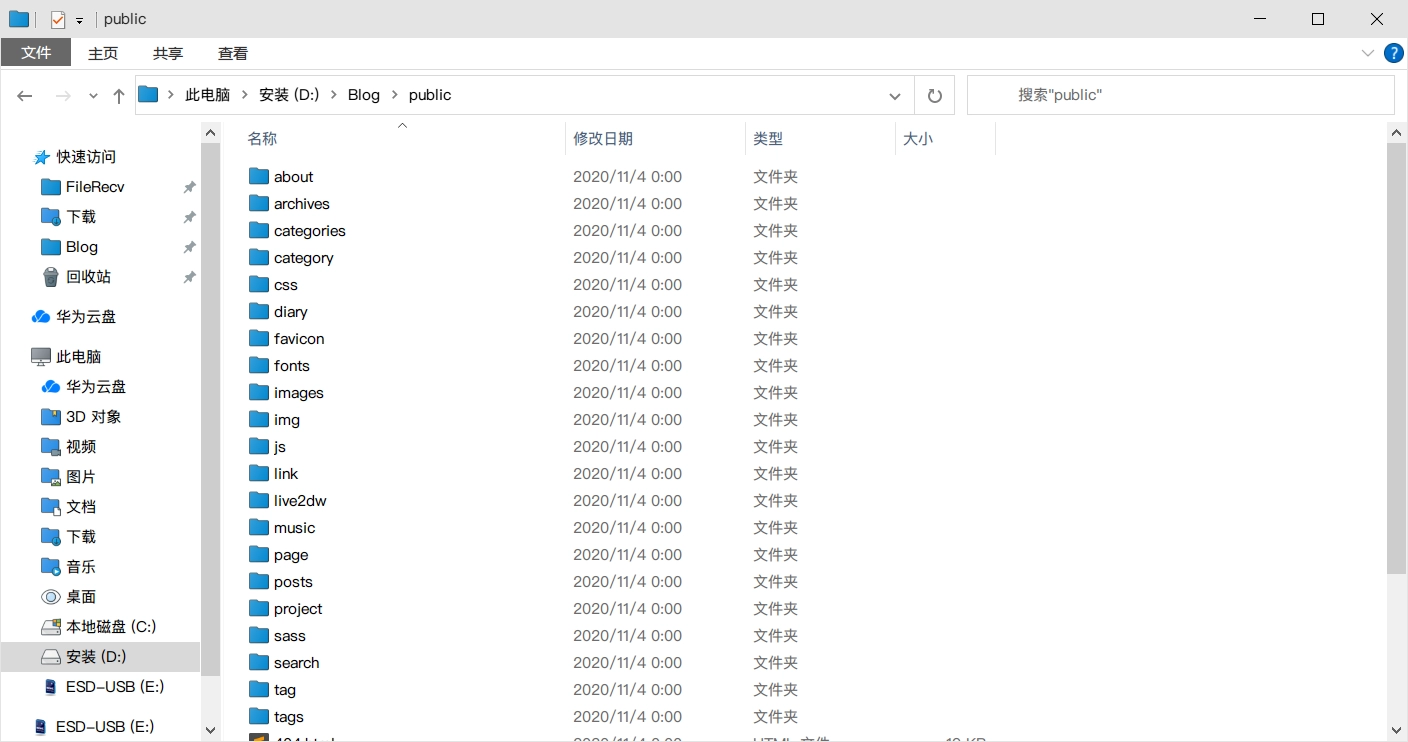 public
文件 主页 共享 查看
此电脑 安装 (D:) Blog public
搜索"public"
快速访问
FileRecv
下载
Blog
回收站
华为云盘
此电脑
华为云盘
3D 对象
视频
图片
文档
下载
音乐
桌面
本地磁盘 (C:)
安装 (D:)
ESD-USB (E:)
ESD-USB (E:)
名称 修改日期 类型 大小
about 2020/11/4 0:00 文件夹
archives 2020/11/4 0:00 文件夹
categories 2020/11/4 0:00 文件夹
category 2020/11/4 0:00 文件夹
css 2020/11/4 0:00 文件夹
diary 2020/11/4 0:00 文件夹
favicon 2020/11/4 0:00 文件夹
fonts 2020/11/4 0:00 文件夹
images 2020/11/4 0:00 文件夹
img 2020/11/4 0:00 文件夹
js 2020/11/4 0:00 文件夹
link 2020/11/4 0:00 文件夹
live2dw 2020/11/4 0:00 文件夹
music 2020/11/4 0:00 文件夹
page 2020/11/4 0:00 文件夹
posts 2020/11/4 0:00 文件夹
project 2020/11/4 0:00 文件夹
sass 2020/11/4 0:00 文件夹
search 2020/11/4 0:00 文件夹
tag 2020/11/4 0:00 文件夹
tags 2020/11/4 0:00 文件夹